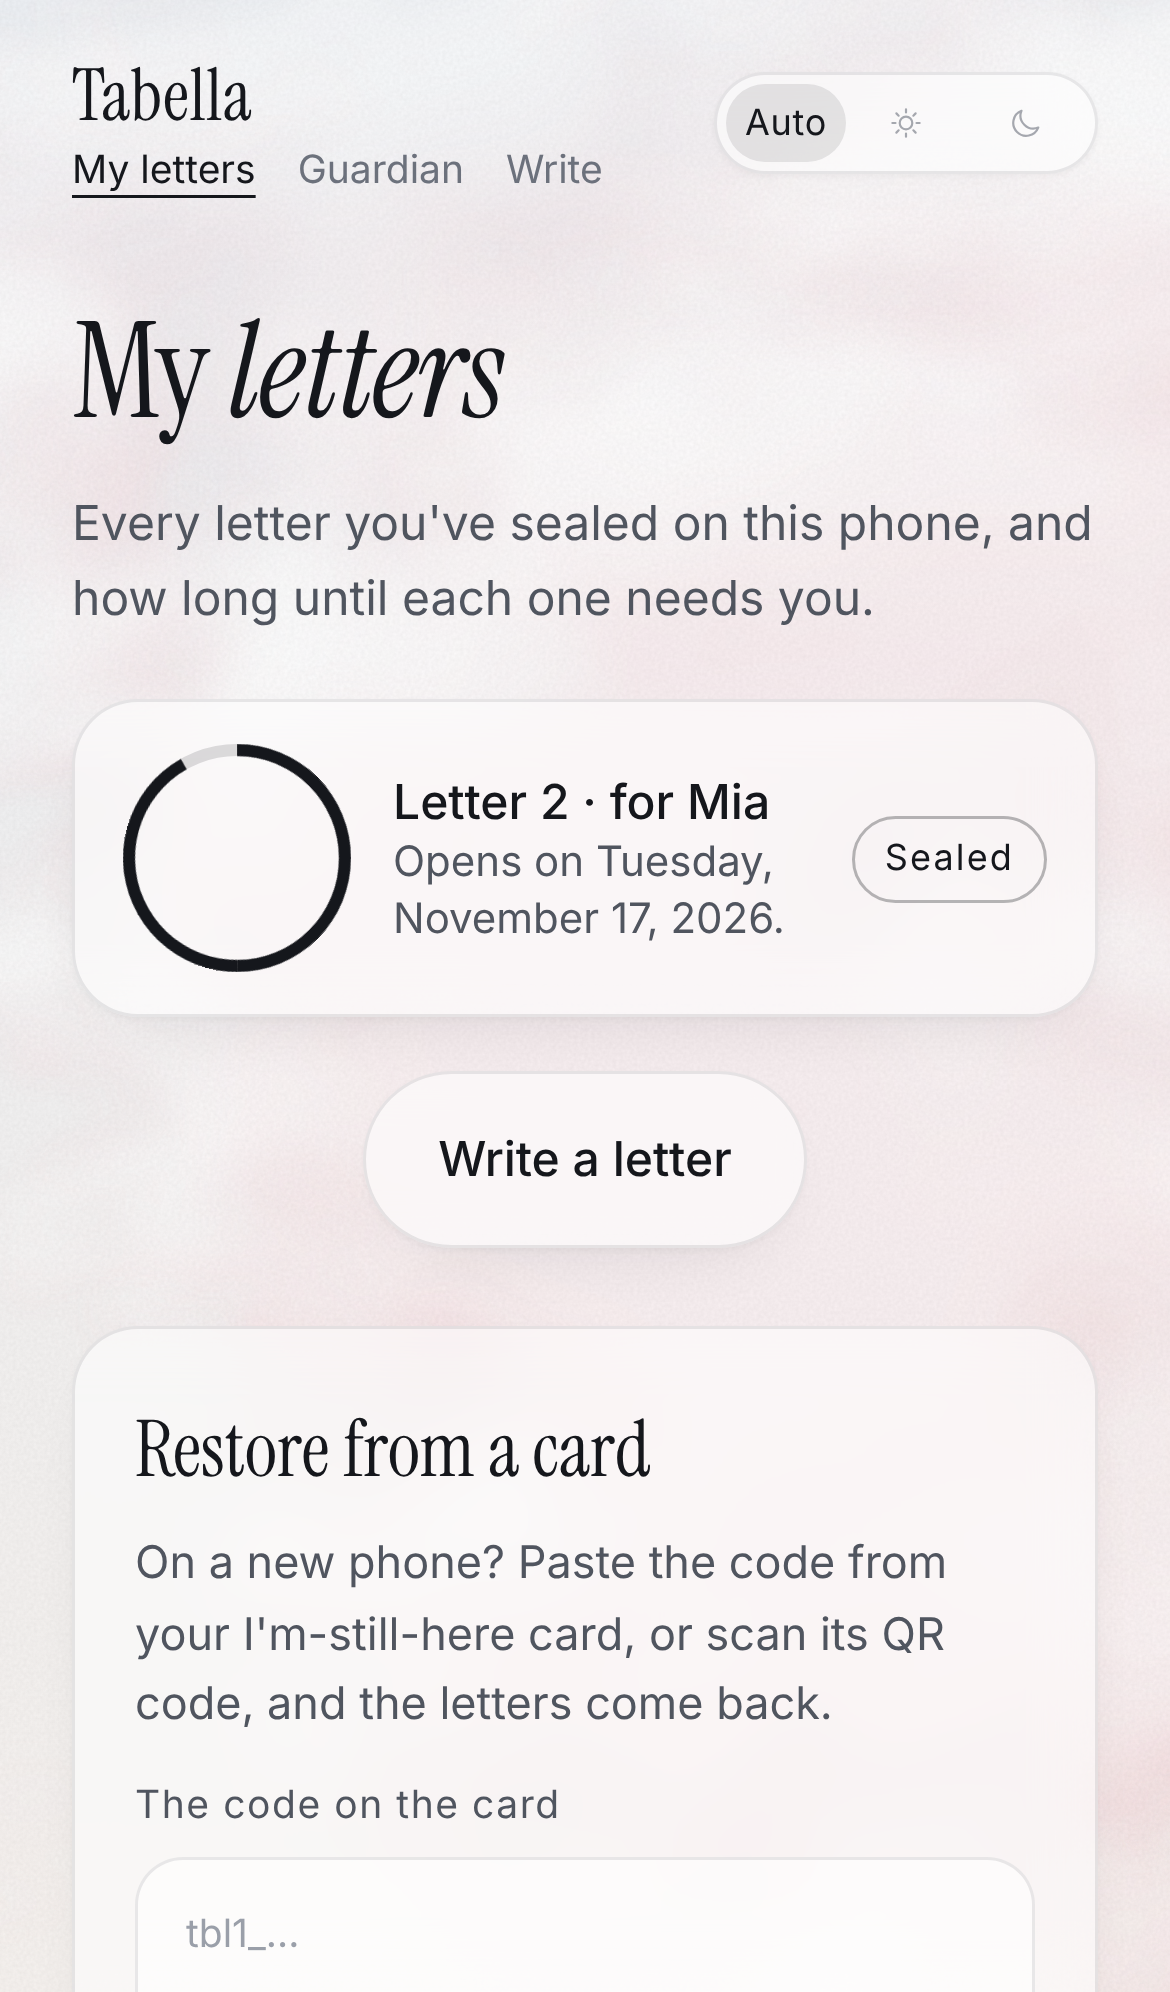 Tabella
Auto
My letters Guardian Write
My letters
Every letter you've sealed on this phone, and
how long until each one needs you.
Letter 2 · for Mia
Opens on Tuesday,
November 17, 2026.
Sealed
Write a letter
Restore from a card
On a new phone? Paste the code from
your I'm-still-here card, or scan its QR
code, and the letters come back.
The code on the card
tbl1_...